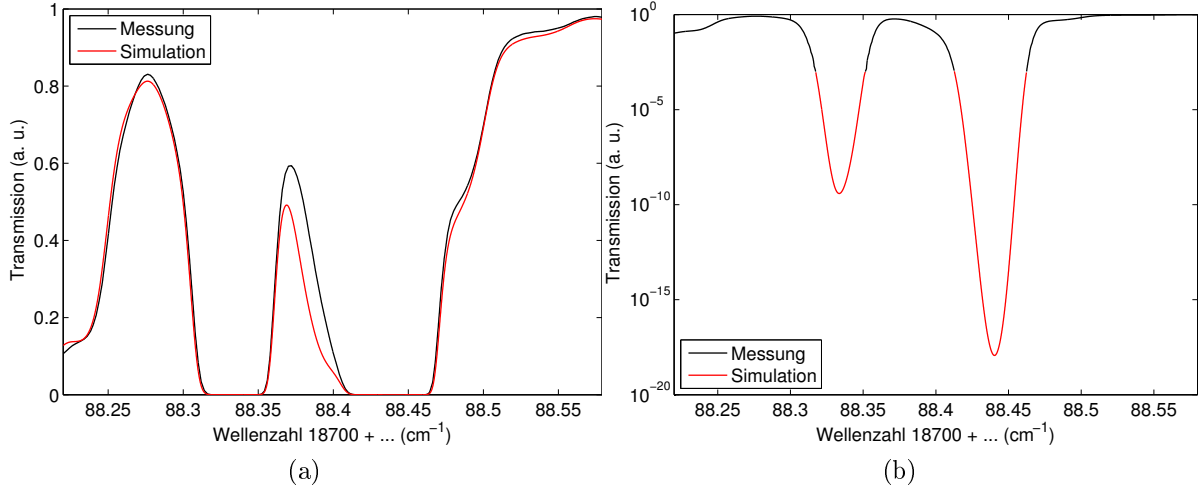 Messung
Simulation
1
0.8
0.6
0.4
0.2
0
Transmission (a. u.)
88.25 88.3 88.35 88.4 88.45 88.5 88.55
Wellenzahl 18700 + ... (cm⁻¹)
(a)
10⁰
10⁻⁵
10⁻¹⁰
10⁻¹⁵
10⁻²⁰
Transmission (a. u.)
Messung
Simulation
88.25 88.3 88.35 88.4 88.45 88.5 88.55
Wellenzahl 18700 + ... (cm⁻¹)
(b)